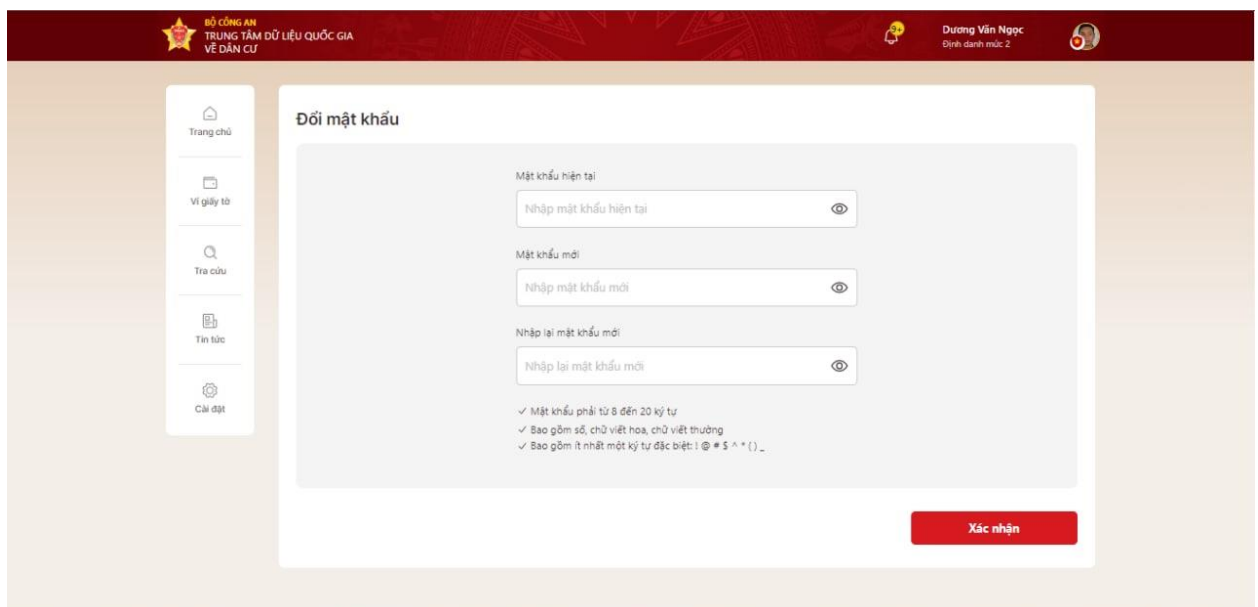 BỘ CÔNG AN
TRUNG TÂM DỮ LIỆU QUỐC GIA
VỀ DÂN CƯ
9+
Dương Văn Ngọc
Định danh mức 2
Trang chủ
Ví giấy tờ
Tra cứu
Tin tức
Cài đặt
Đổi mật khẩu
Mật khẩu hiện tại
Nhập mật khẩu hiện tại
Mật khẩu mới
Nhập mật khẩu mới
Nhập lại mật khẩu mới
Nhập lại mật khẩu mới
✓ Mật khẩu phải từ 8 đến 20 ký tự
✓ Bao gồm số, chữ viết hoa, chữ viết thường
✓ Bao gồm ít nhất một ký tự đặc biệt: ! @ # $ ^ * ( ) _
Xác nhận